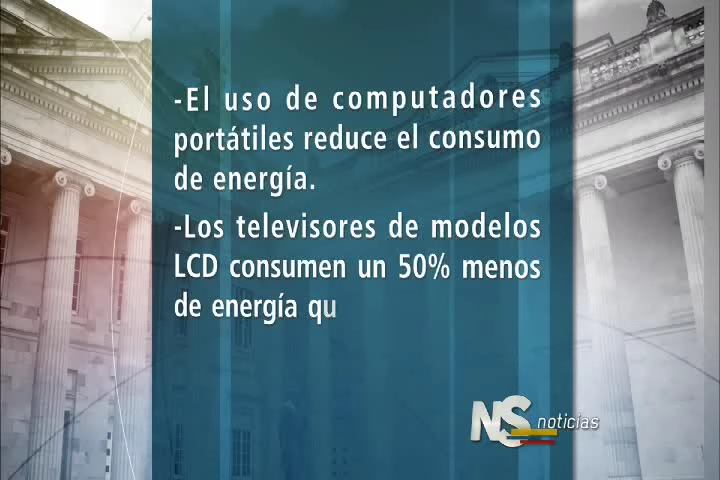 -El uso de computadores
portátiles reduce el consumo
de energía.
-Los televisores de modelos
LCD consumen un 50% menos
de energía qu
NS noticias